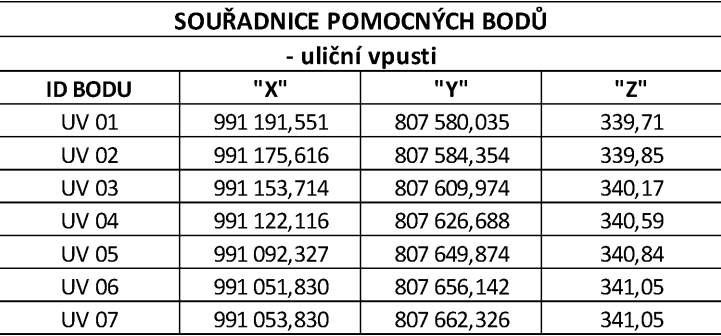 SOUŘADNICE POMOCNÝCH BODŮ
- uliční vpusti
ID BODU "X" "Y" "Z"
UV 01 991 191,551 807 580,035 339,71
UV 02 991 175,616 807 584,354 339,85
UV 03 991 153,714 807 609,974 340,17
UV 04 991 122,116 807 626,688 340,59
UV 05 991 092,327 807 649,874 340,84
UV 06 991 051,830 807 656,142 341,05
UV 07 991 053,830 807 662,326 341,05